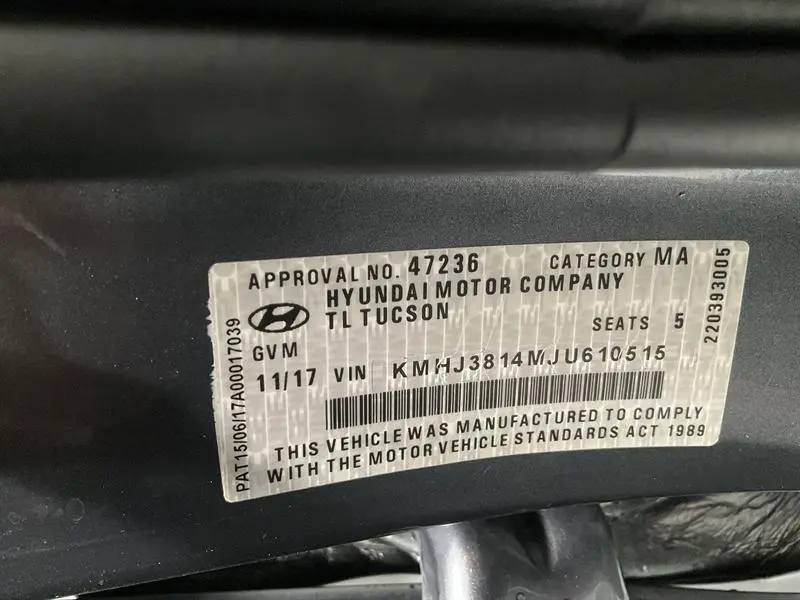 APPROVAL NO. 47236 CATEGORY MA
HYUNDAI MOTOR COMPANY
TL TUCSON
SEATS 5
GVM
11/17 VIN KMHJ3814MJU610515
THIS VEHICLE WAS MANUFACTURED TO COMPLY
WITH THE MOTOR VEHICLE STANDARDS ACT 1989
PAT15/06/17A00017039
220393005